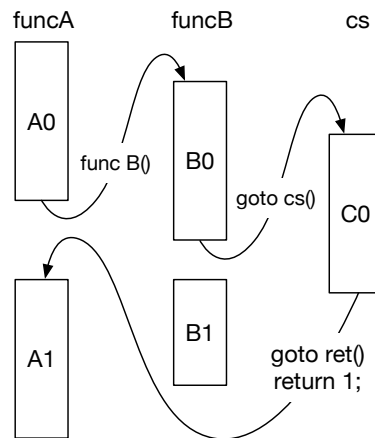 funcA
funcB
cs
A0
func B()
B0
goto cs()
C0
A1
B1
goto ret()
return 1;